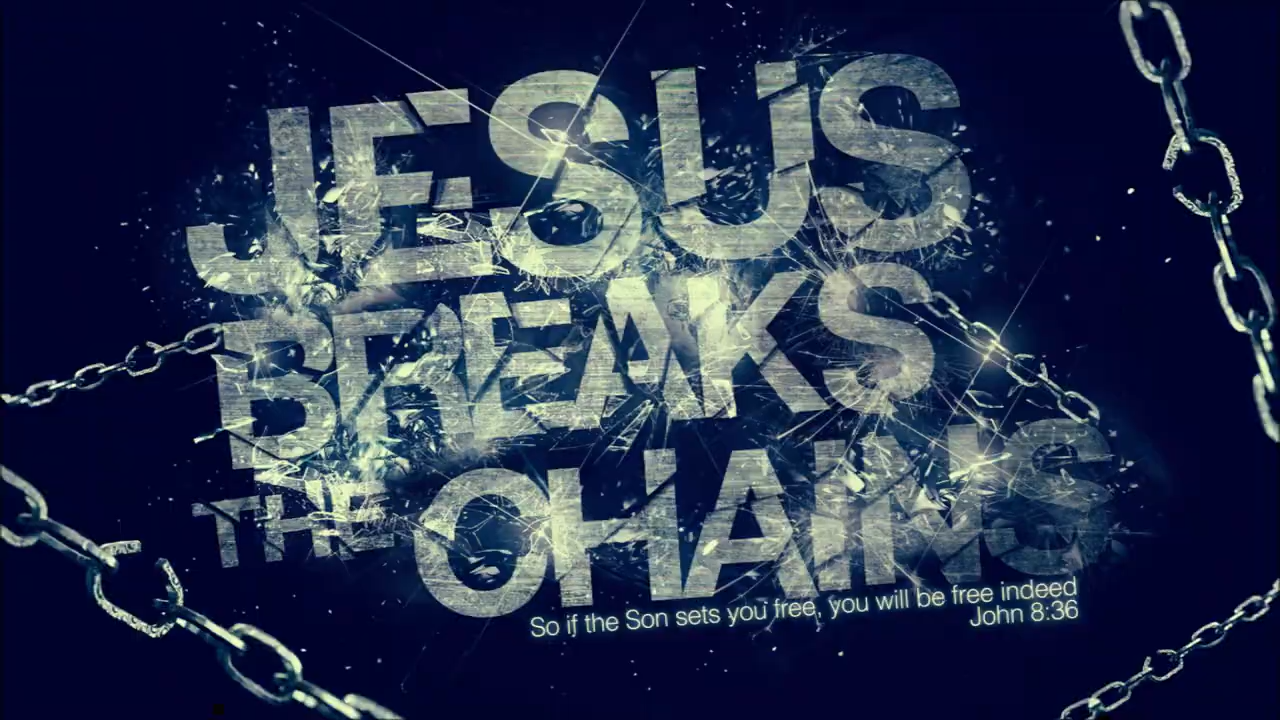 JESUS
BREAKS
THE CHAINS
So if the Son sets you free, you will be free indeed
John 8:36